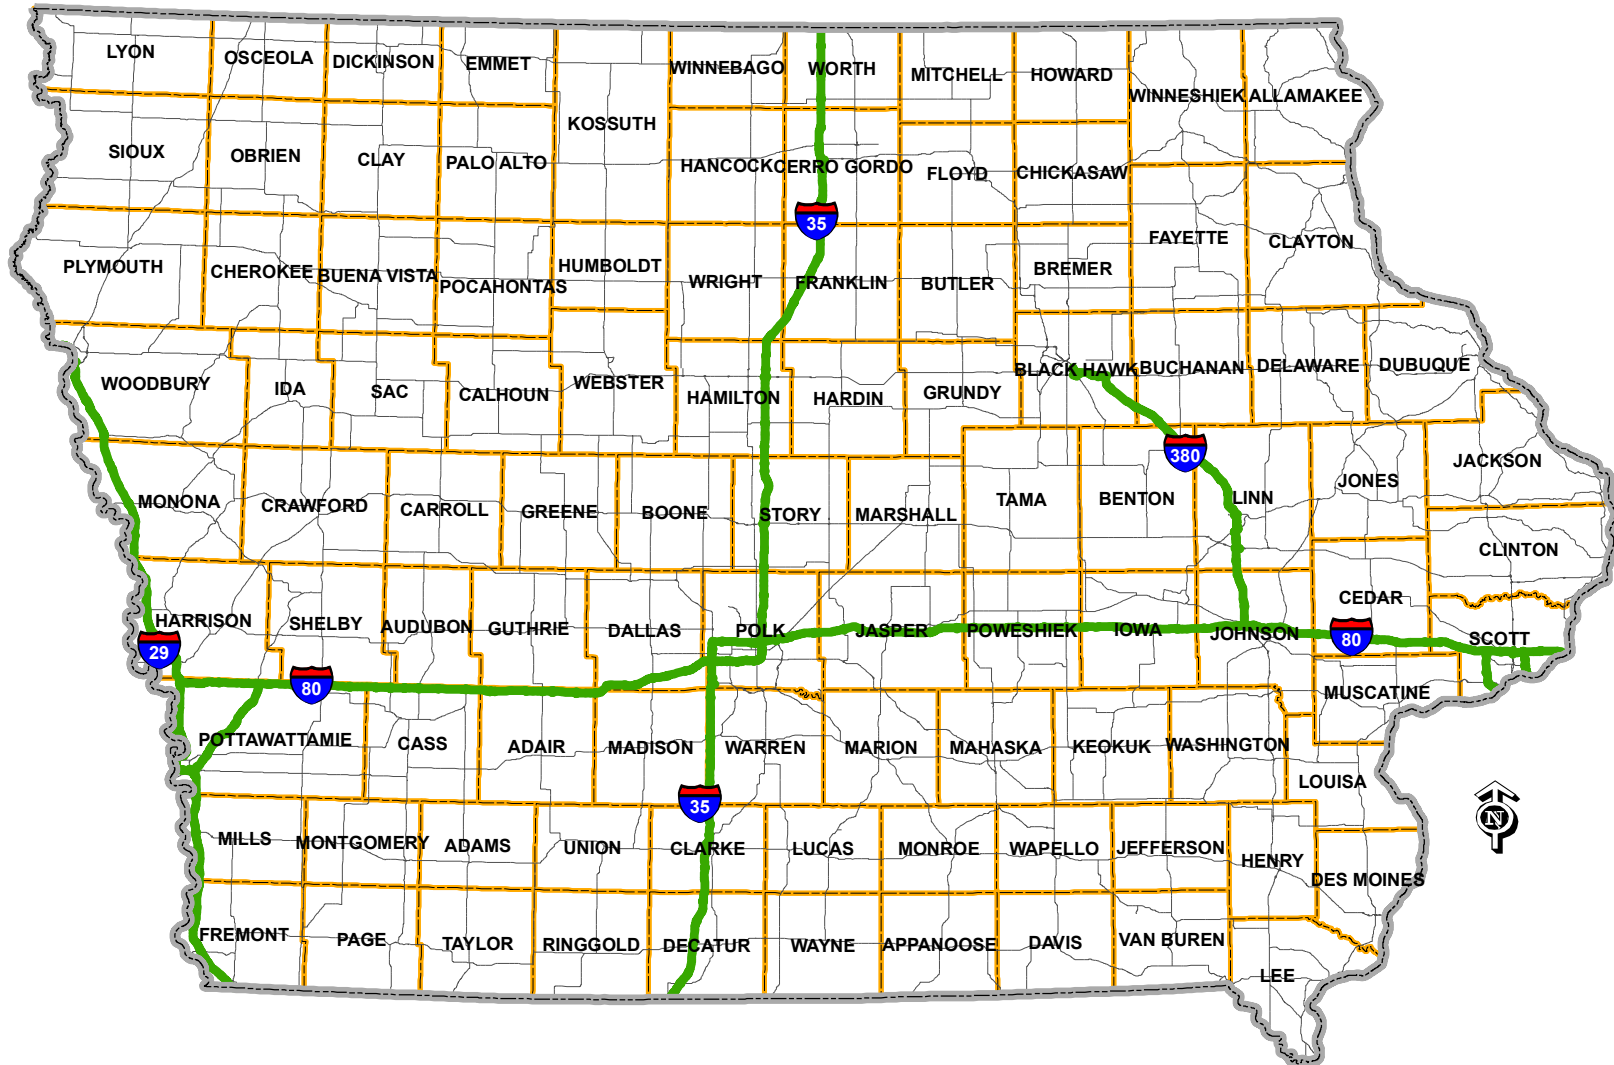 LYON OSCEOLA DICKINSON EMMET WINNEBAGO WORTH MITCHELL HOWARD WINNESHIEK ALLAMAKEE
KOSSUTH
SIOUX OBRIEN CLAY PALO ALTO HANCOCK CERRO GORDO FLOYD CHICKASAW
35
FAYETTE CLAYTON
PLYMOUTH CHEROKEE BUENA VISTA POCAHONTAS HUMBOLDT WRIGHT FRANKLIN BUTLER BREMER
WOODBURY IDA SAC CALHOUN WEBSTER HAMILTON HARDIN GRUNDY BLACK HAWK BUCHANAN DELAWARE DUBUQUE
380
MONONA CRAWFORD CARROLL GREENE BOONE STORY MARSHALL TAMA BENTON LINN JONES JACKSON
CLINTON
CEDAR
HARRISON SHELBY AUDUBON GUTHRIE DALLAS POLK JASPER POWESHIEK IOWA JOHNSON 80 SCOTT
29
80
MUSCATINE
POTTAWATTAMIE CASS ADAIR MADISON WARREN MARION MAHASKA KEOKUK WASHINGTON
LOUISA
35
N
MILLS MONTGOMERY ADAMS UNION CLARKE LUCAS MONROE WAPELLO JEFFERSON HENRY
DES MOINES
FREMONT PAGE TAYLOR RINGGOLD DECATUR WAYNE APPANOOSE DAVIS VAN BUREN
LEE